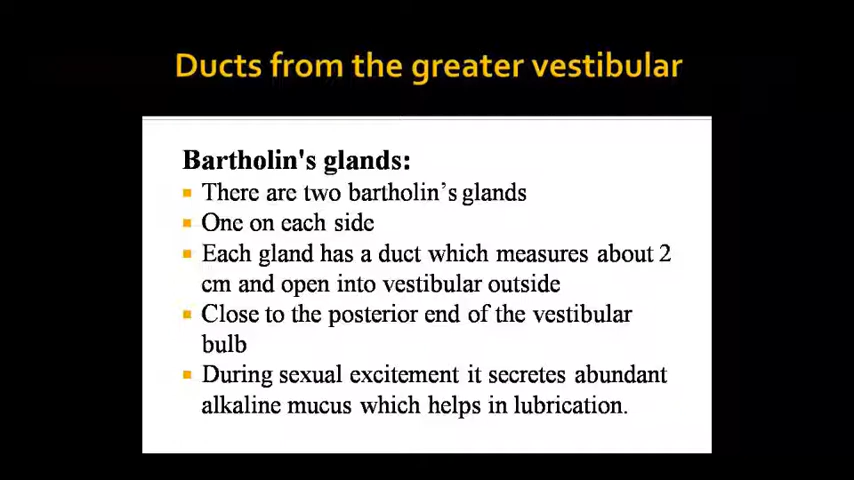 Ducts from the greater vestibular
Bartholin's glands:
There are two bartholin's glands
One on each side
Each gland has a duct which measures about 2
cm and open into vestibular outside
Close to the posterior end of the vestibular
bulb
During sexual excitement it secretes abundant
alkaline mucus which helps in lubrication.